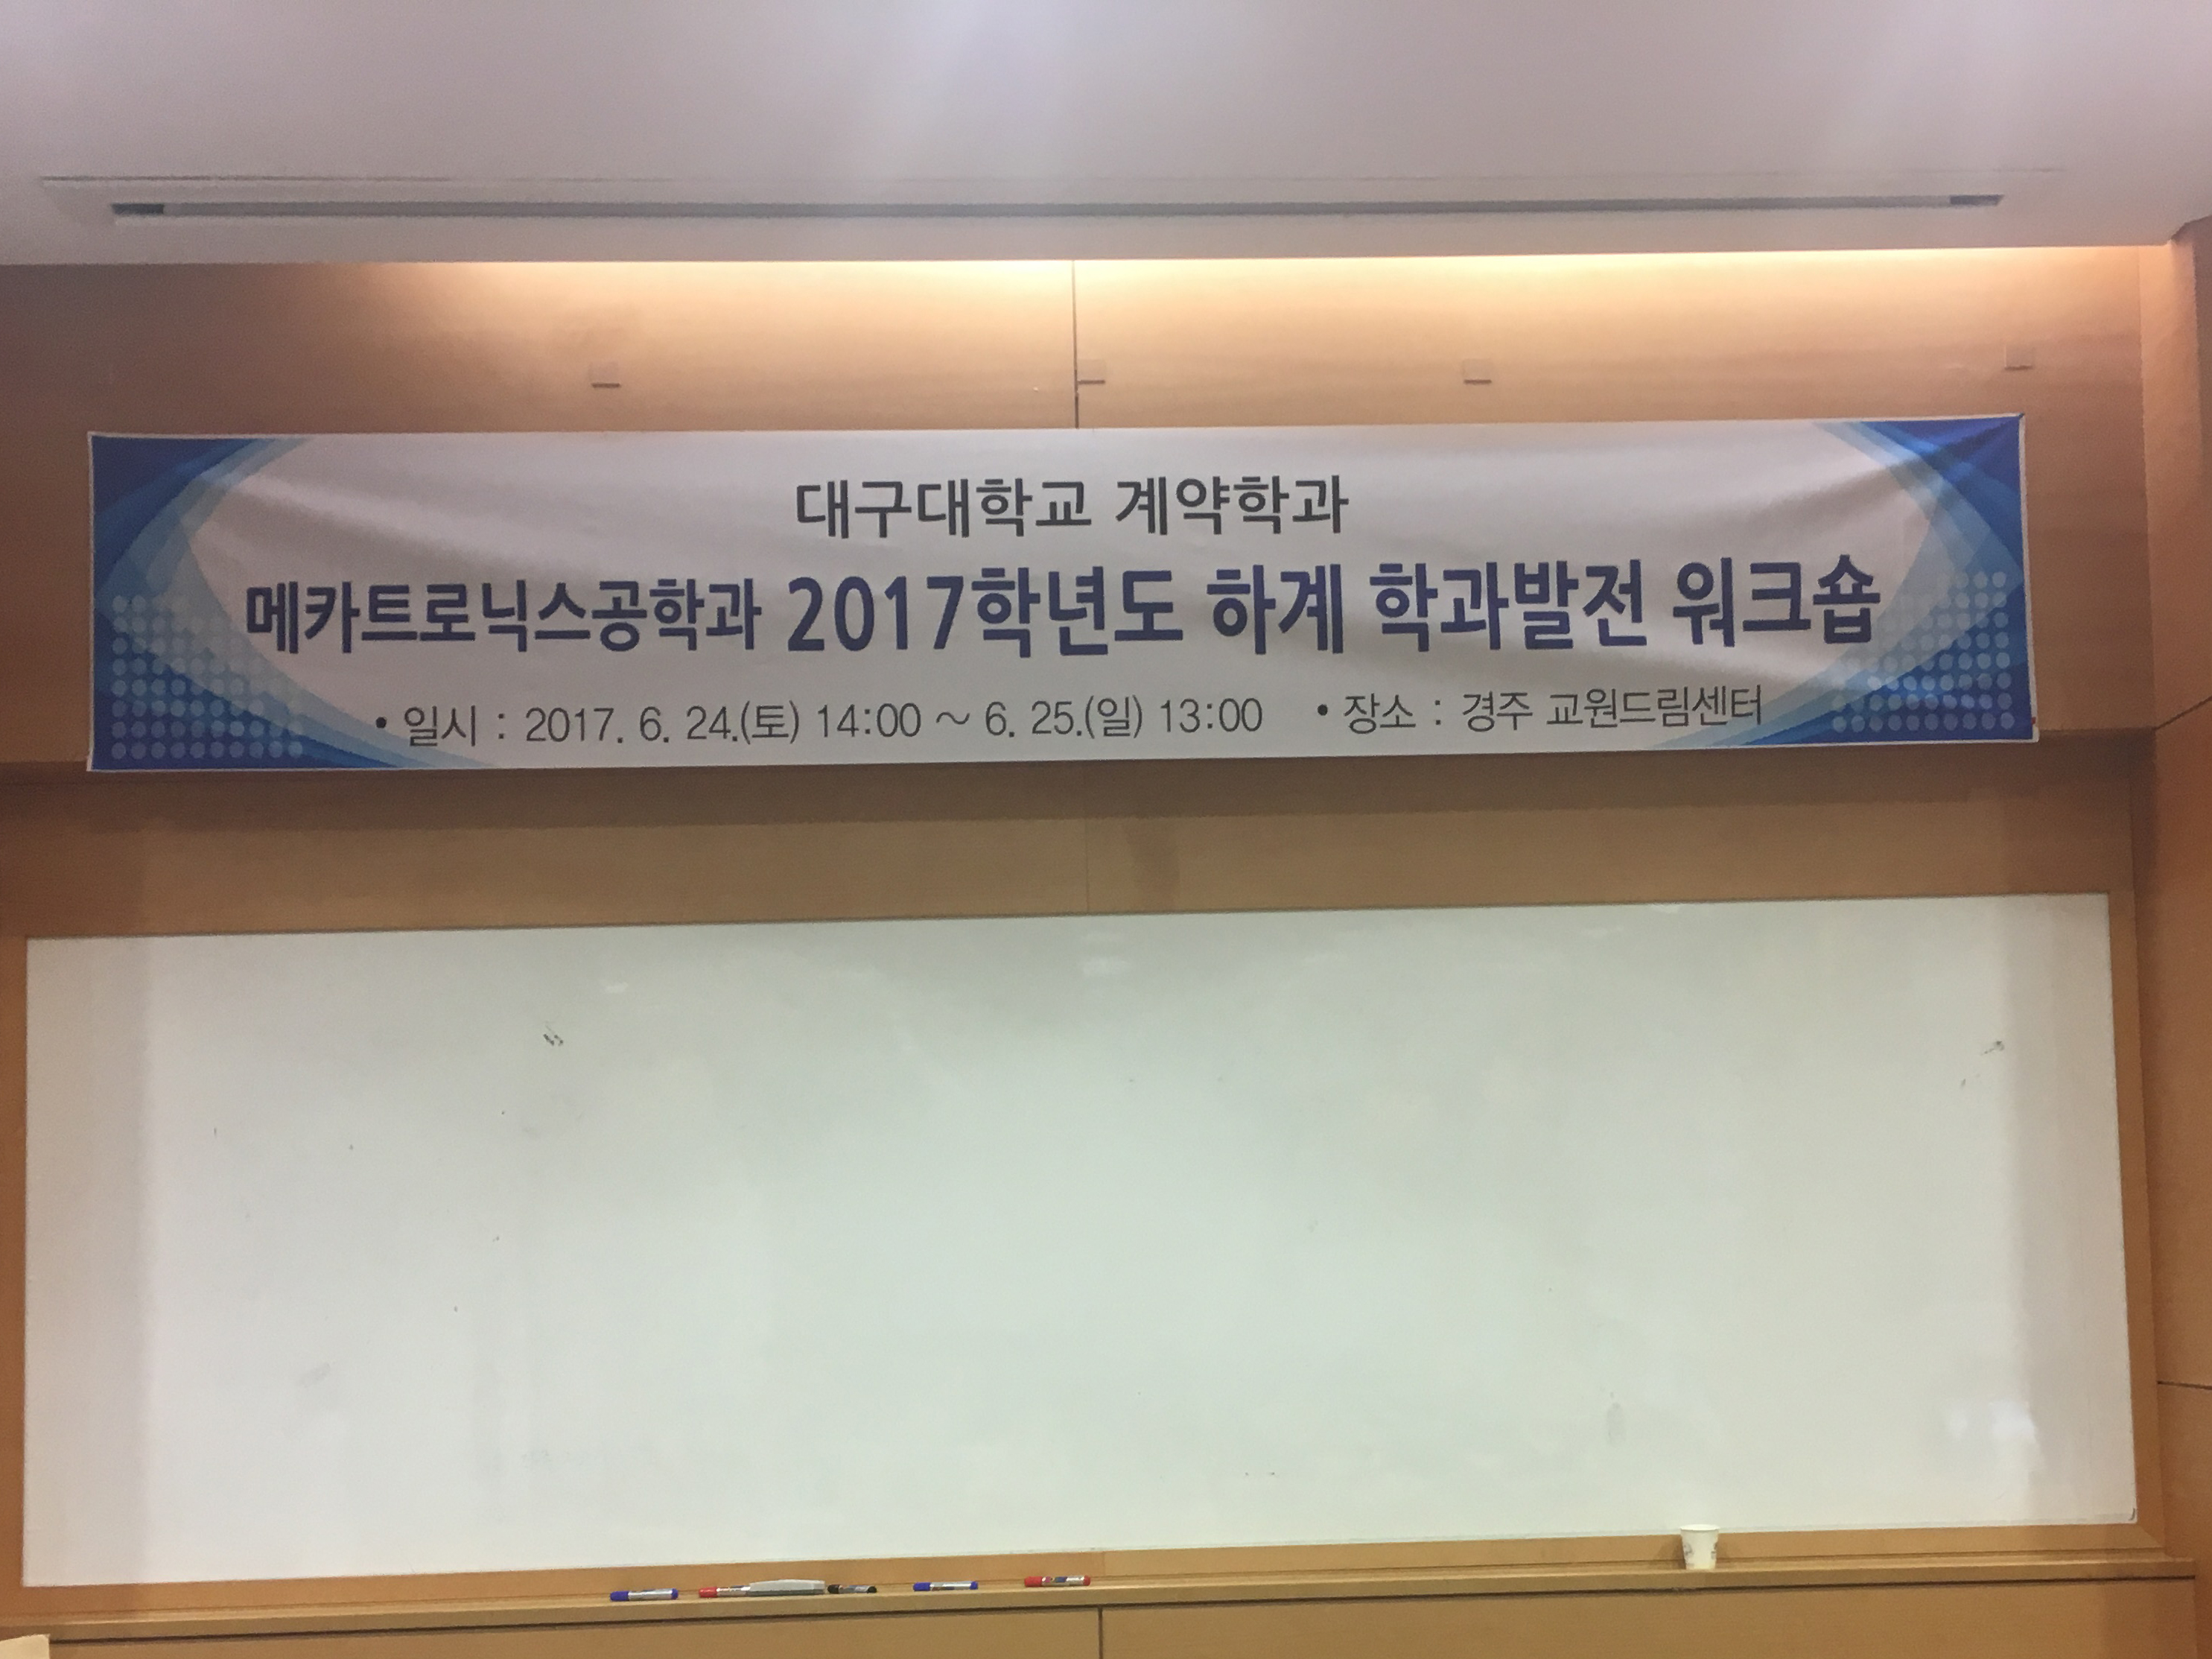 대구대학교 계약학과
메카트로닉스공학과 2017학년도 하계 학과발전 워크숍
• 일시 : 2017. 6. 24.(토) 14:00 ~ 6. 25.(일) 13:00 • 장소 : 경주 교원드림센터